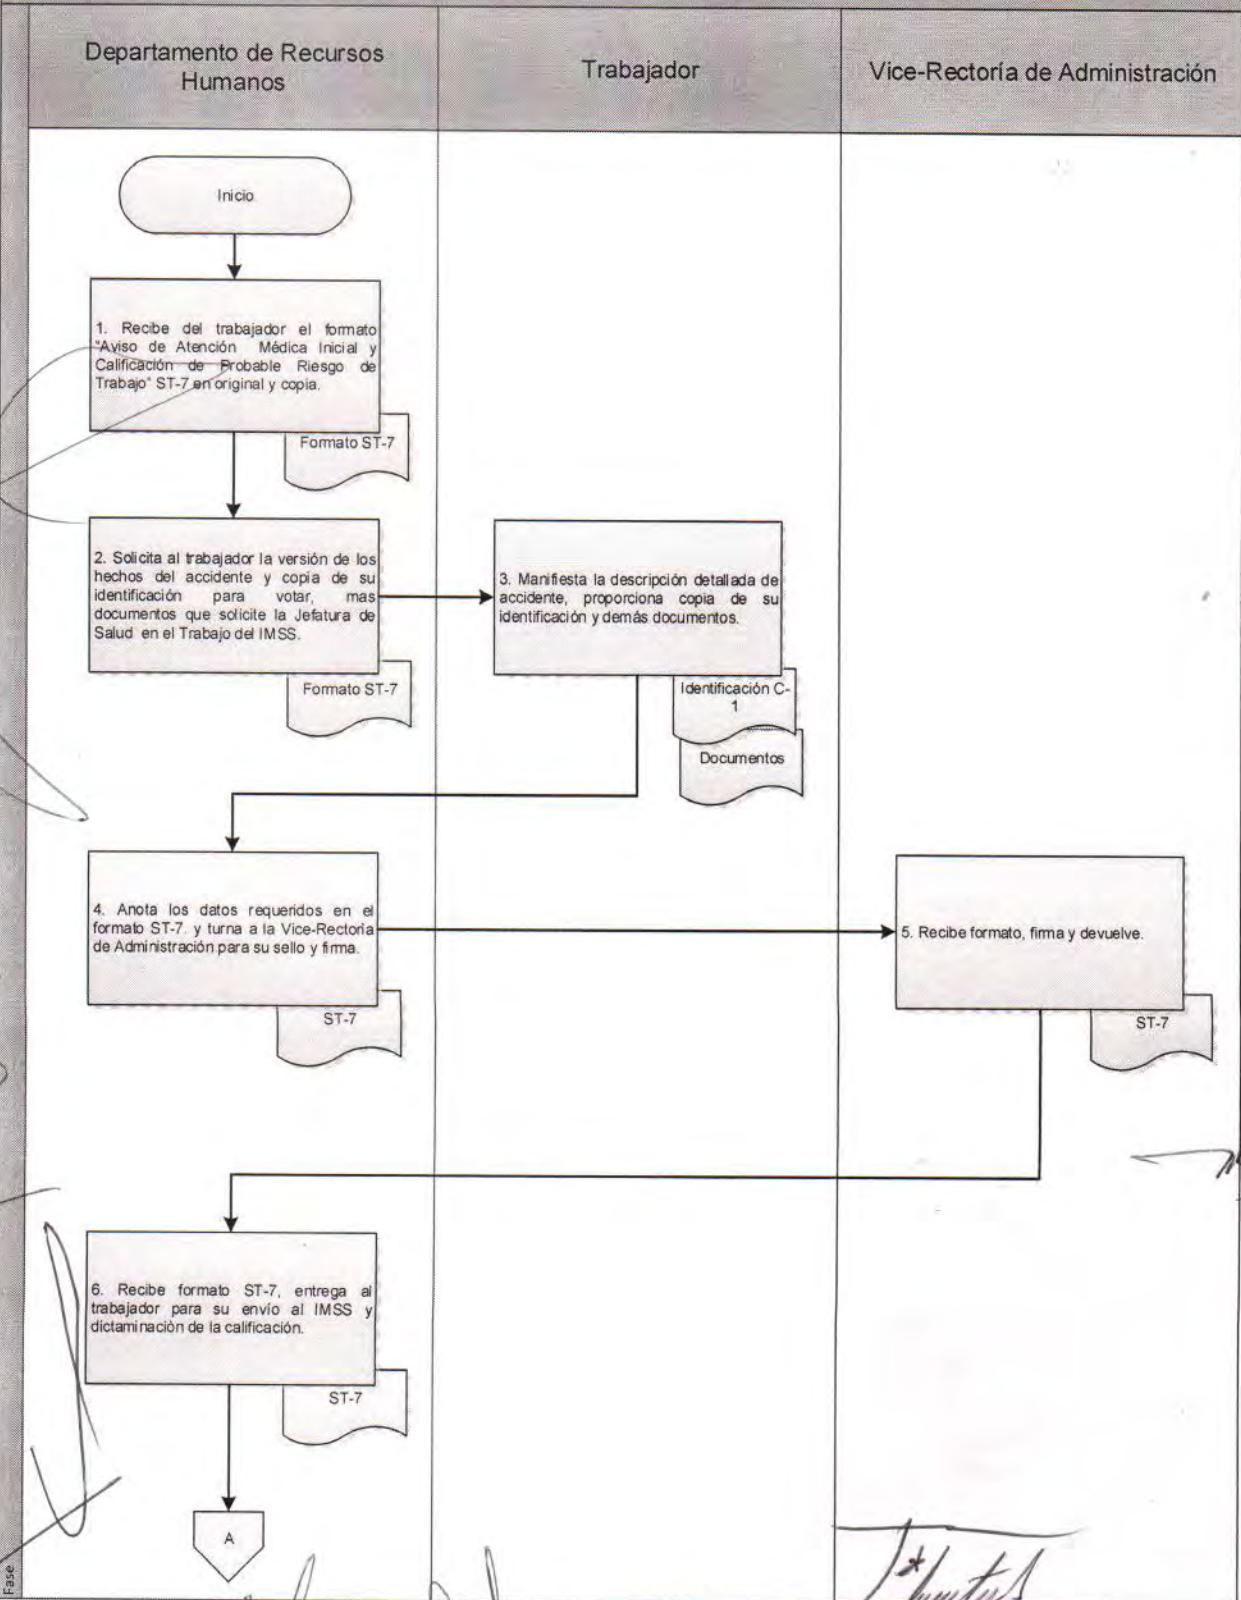 Departamento de Recursos
Humanos
Trabajador
Vice-Rectoría de Administración
Inicio
1. Recibe del trabajador el formato
"Aviso de Atención Médica Inicial y
Calificación de Probable Riesgo de
Trabajo" ST-7 en original y copia.
Formato ST-7
2. Solicita al trabajador la versión de los
hechos del accidente y copia de su
identificación para votar, mas
documentos que solicite la Jefatura de
Salud en el Trabajo del IMSS.
Formato ST-7
3. Manifiesta la descripción detallada de
accidente, proporciona copia de su
identificación y demás documentos.
Identificación C-
1
Documentos
4. Anota los datos requeridos en el
formato ST-7. y turna a la Vice-Rectoría
de Administración para su sello y firma.
ST-7
5. Recibe formato, firma y devuelve.
ST-7
6. Recibe formato ST-7, entrega al
trabajador para su envío al IMSS y
dictaminación de la calificación.
ST-7
A
Fase